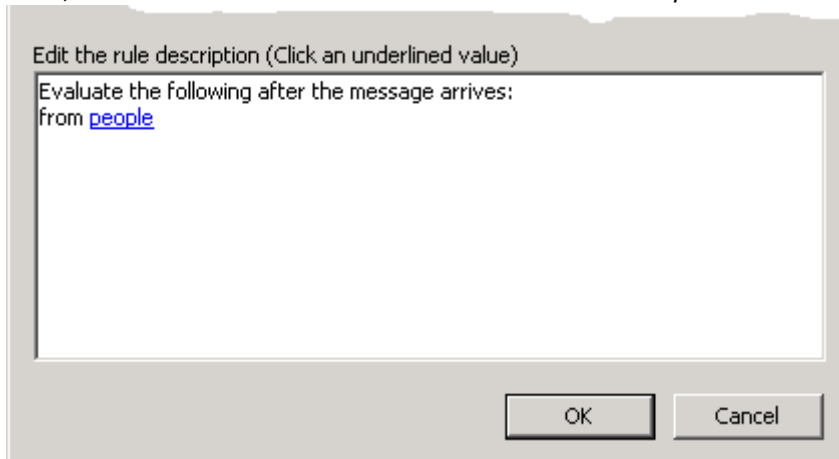 Edit the rule description (Click an underlined value)
Evaluate the following after the message arrives:
from people
OK Cancel